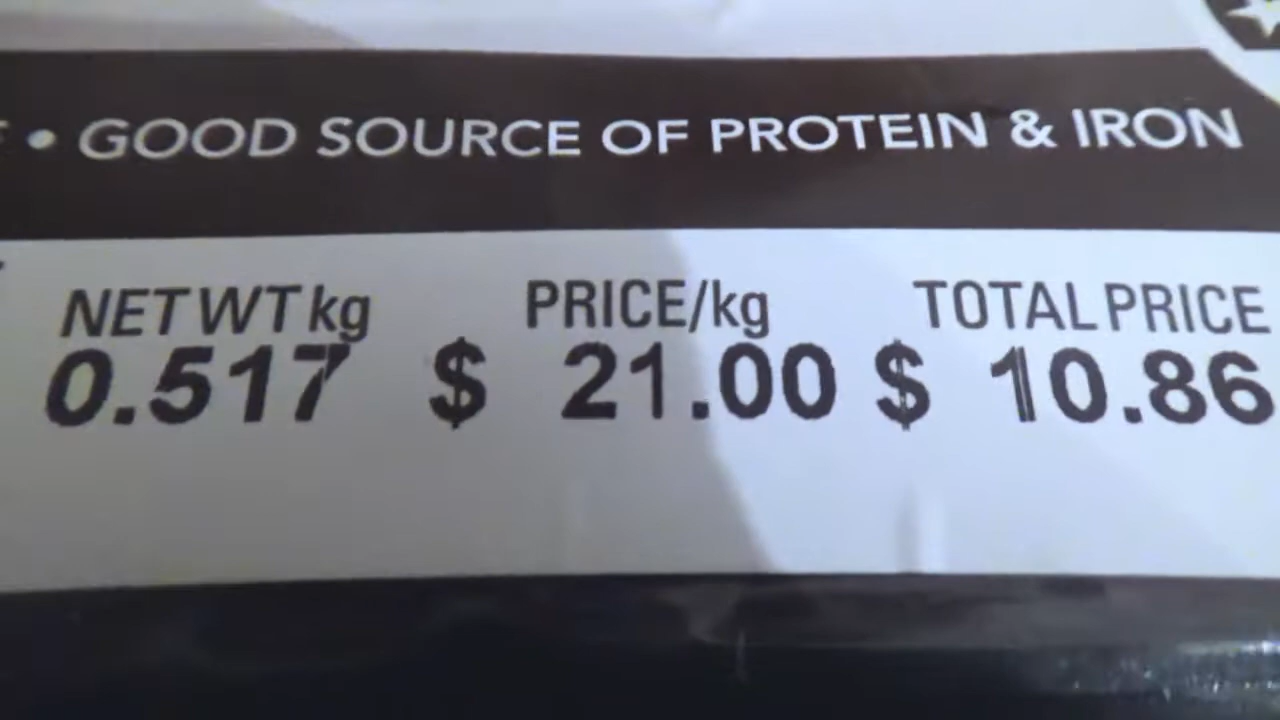 • GOOD SOURCE OF PROTEIN & IRON
NET WT kg PRICE/kg TOTAL PRICE
0.517 $ 21.00 $ 10.86